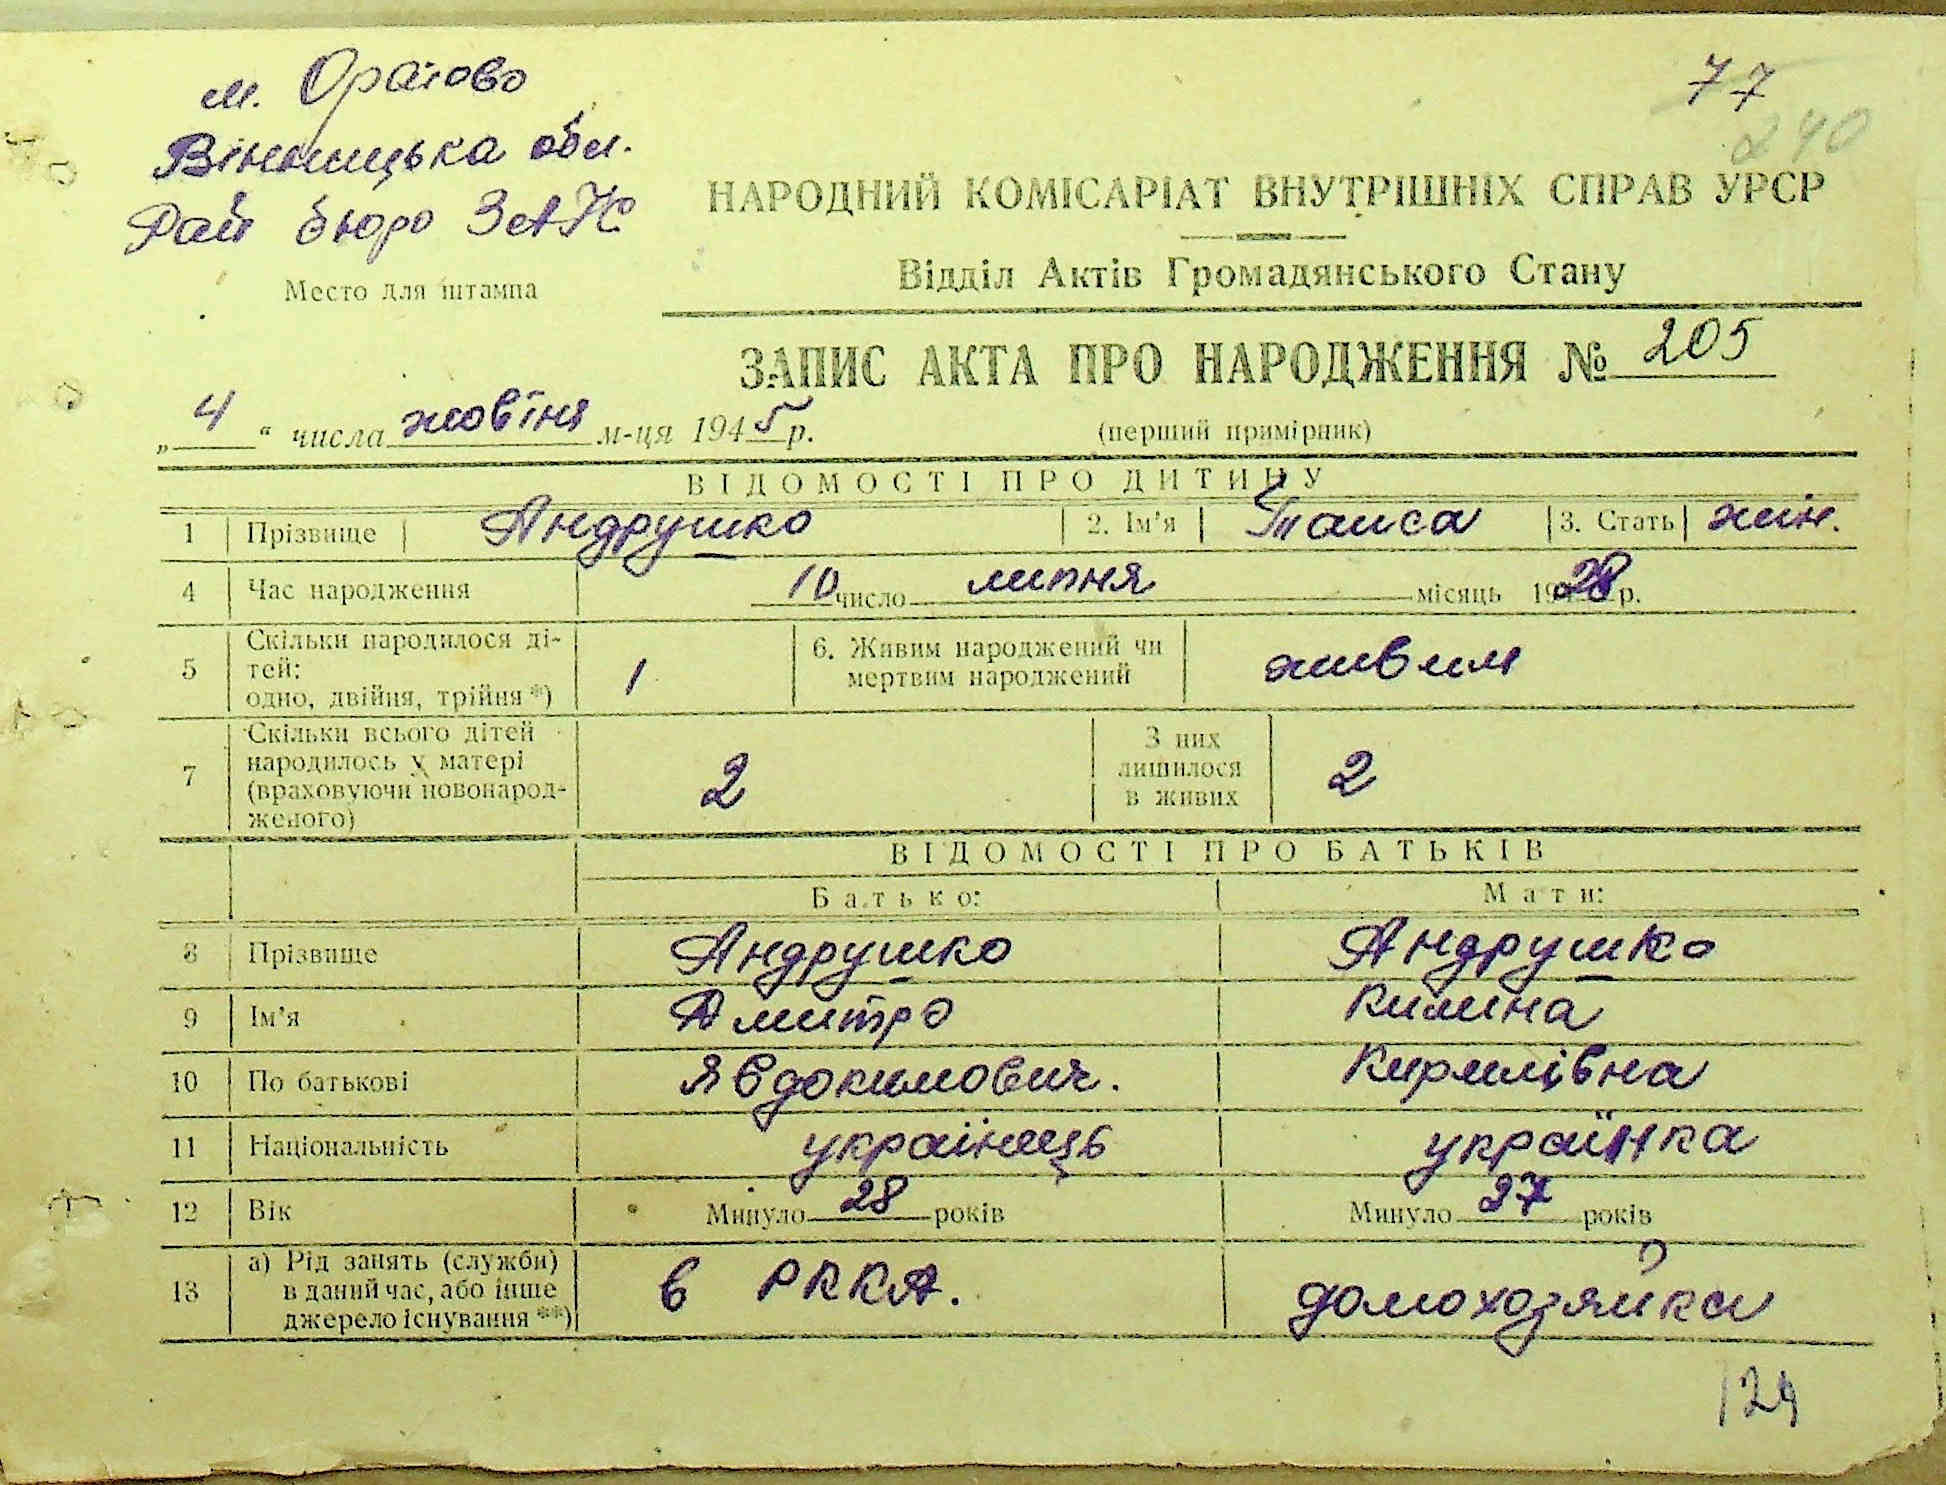 м. Оратово
77
240
Вінницька обл.
Рай бюро ЗАГС
НАРОДНИЙ КОМІСАРІАТ ВНУТРІШНІХ СПРАВ УРСР
Відділ Актів Громадянського Стану
Место для штампа
ЗАПИС АКТА ПРО НАРОДЖЕННЯ № 205
„4“ числа жовтня м-ця 1945 р. (перший примірник)
ВІДОМОСТІ ПРО ДИТИНУ
1 Прізвище Андрушко 2. Ім'я Таиса 3. Стать жін.
4 Час народження 10 число липня місяць 1928 р.
5 Скільки народилося ді-
тей:
одно, двійня, трійня *) 1 6. Живим народжений чи
мертвим народжений живим
7 Скільки всього дітей
народилось у матері
(враховуючи новонарод-
женого) 2 З них
лишилося
в живих 2
ВІДОМОСТІ ПРО БАТЬКІВ
Батько: Мати:
8 Прізвище Андрушко Андрушко
9 Ім'я Дмитро Килина
10 По батькові Явдокимович. Кирилівна
11 Національність українець українка
12 Вік Минуло 28 років Минуло 27 років
13 а) Рід занять (служби)
в даний час, або інше
джерело існування **) в РККА. домохозяйка
124